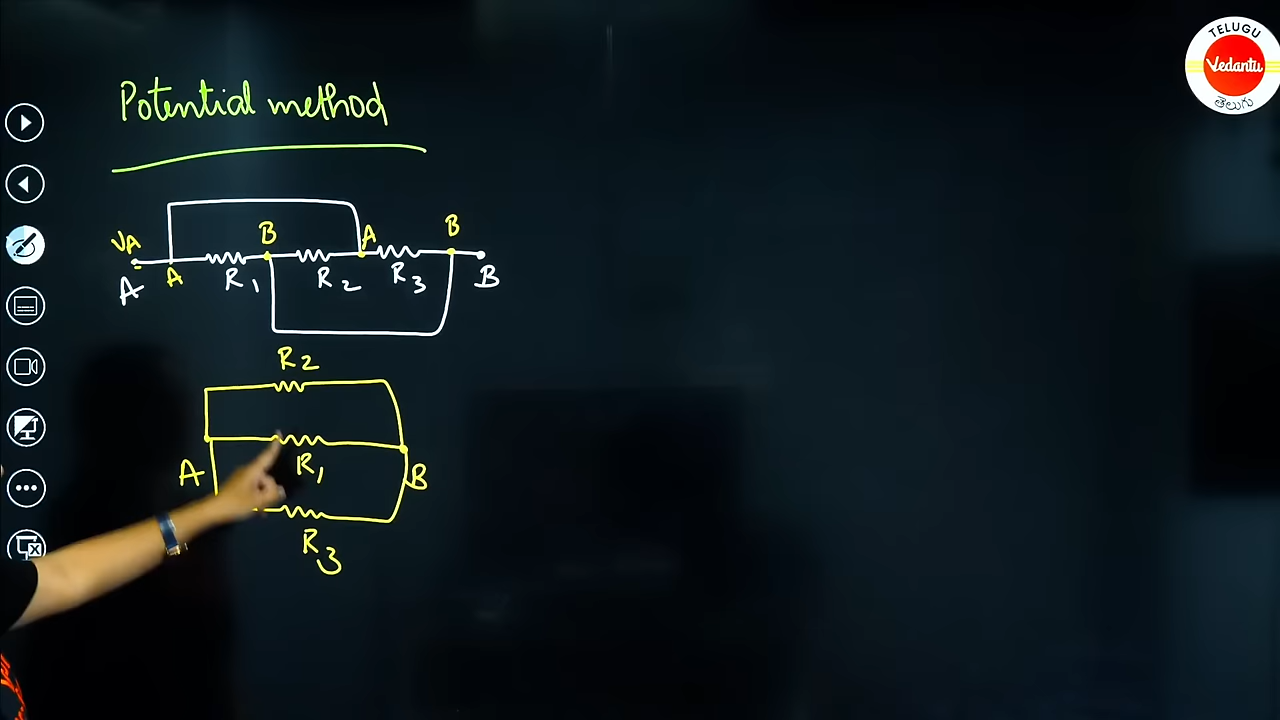 TELUGU
Vedantu
తెలుగు
Potential method
VA B A B
A A R1 R2 R3 B
R2
A R1 B
R3